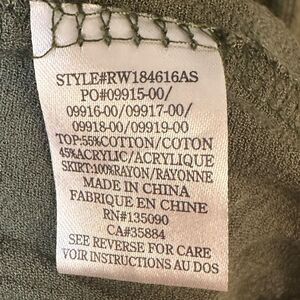 STYLE#RW184616AS
PO#09915-00/
09916-00/09917-00/
09918-00/09919-00
TOP:55%COTTON/COTON
45%ACRYLIC/ACRYLIQUE
SKIRT:100%RAYON/RAYONNE
MADE IN CHINA
FABRIQUE EN CHINE
RN#135090
CA#35884
SEE REVERSE FOR CARE
VOIR INSTRUCTIONS AU DOS